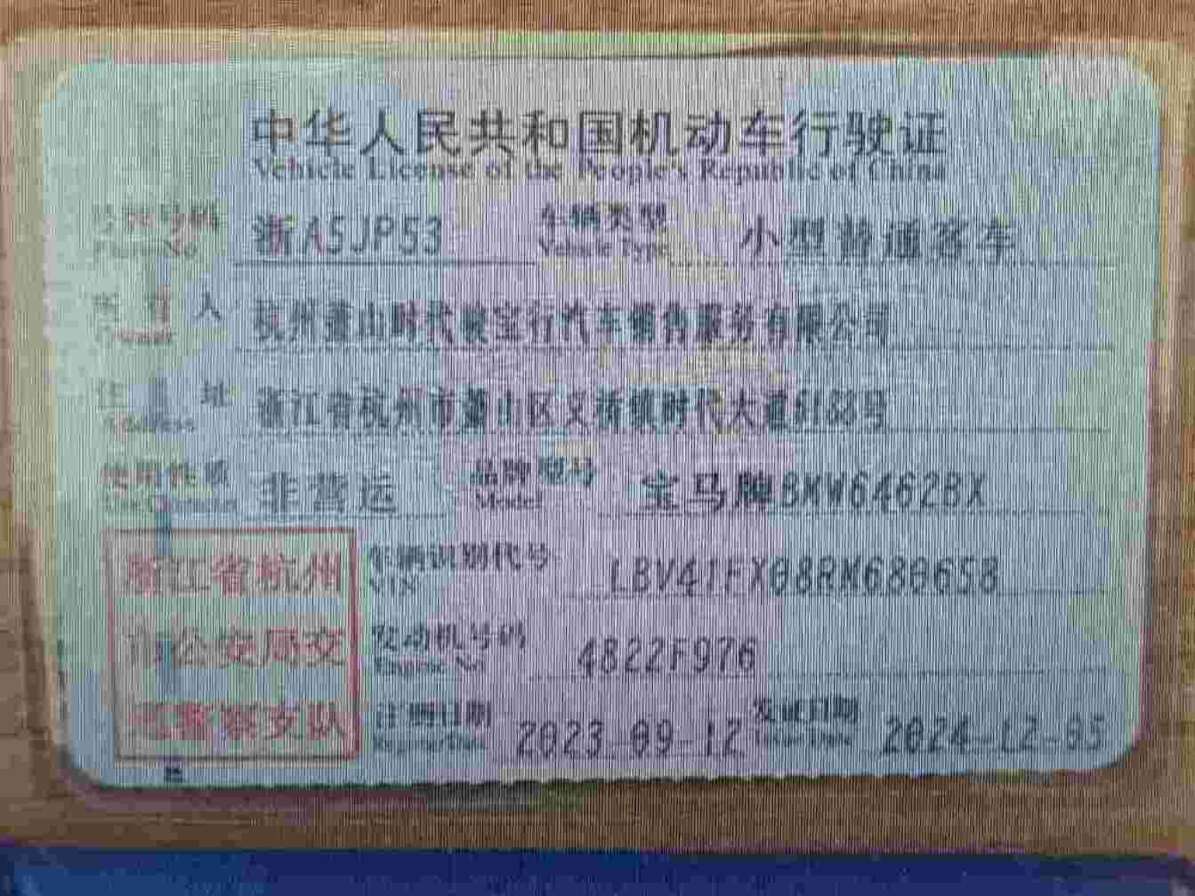 中华人民共和国机动车行驶证
Vehicle License of the People's Republic of China
号牌号码 浙A5JP53 车辆类型 小型普通客车
Plate No. Vehicle Type
所有人 杭州萧山时代骏宝行汽车销售服务有限公司
Owner
住址 浙江省杭州市萧山区义桥镇时代大道6188号
Address
使用性质 非营运 品牌型号 宝马牌BMW6462BX
Use Character Model
浙江省杭州 车辆识别代号
VIN
市公安局交 发动机号码 4822F976
Engine No.
通警察支队 注册日期 2023-09-12 发证日期 2024-12-05
Register Date Issue Date